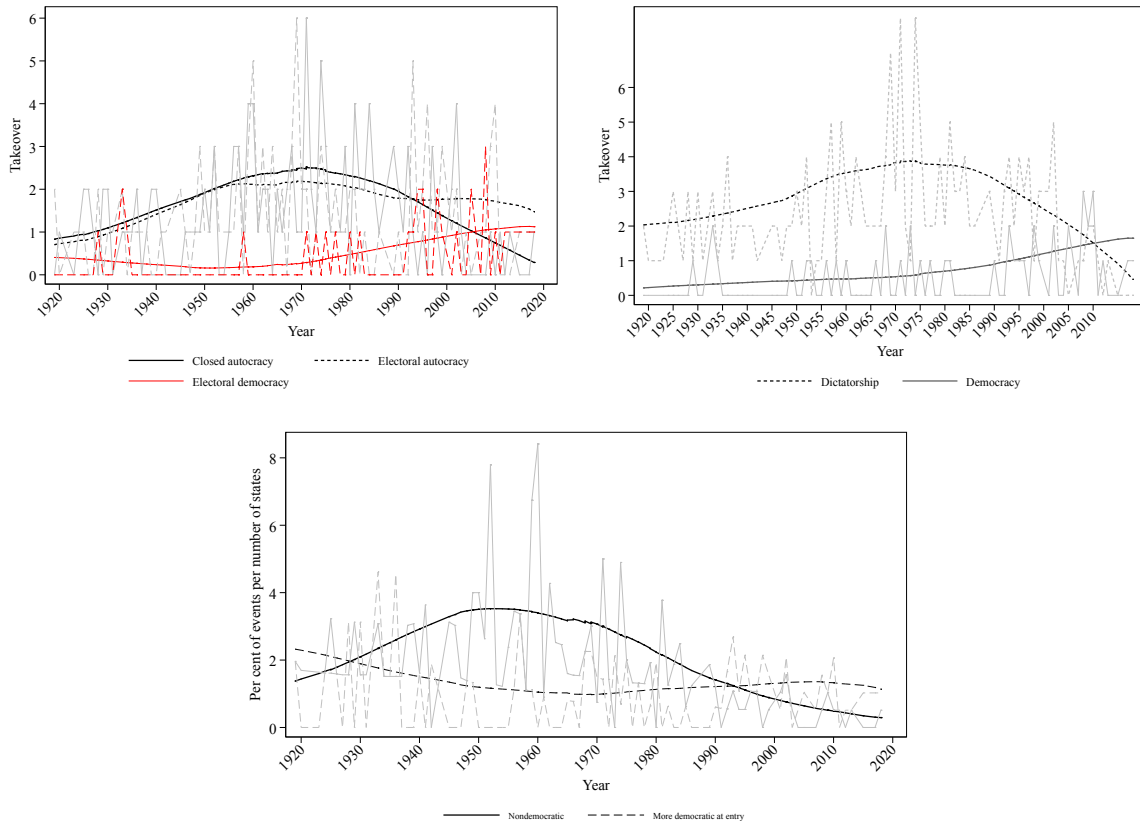 Takeover
6
5
4
3
2
1
0
1920 1930 1940 1950 1960 1970 1980 1990 2000 2010 2020
Year
Closed autocracy Electoral autocracy
Electoral democracy
Takeover
6
5
4
3
2
1
0
1920 1925 1930 1935 1940 1945 1950 1955 1960 1965 1970 1975 1980 1985 1990 1995 2000 2005 2010
Year
Dictatorship Democracy
Per cent of events per number of states
8
6
4
2
0
1920 1930 1940 1950 1960 1970 1980 1990 2000 2010 2020
Year
Nondemocratic More democratic at entry